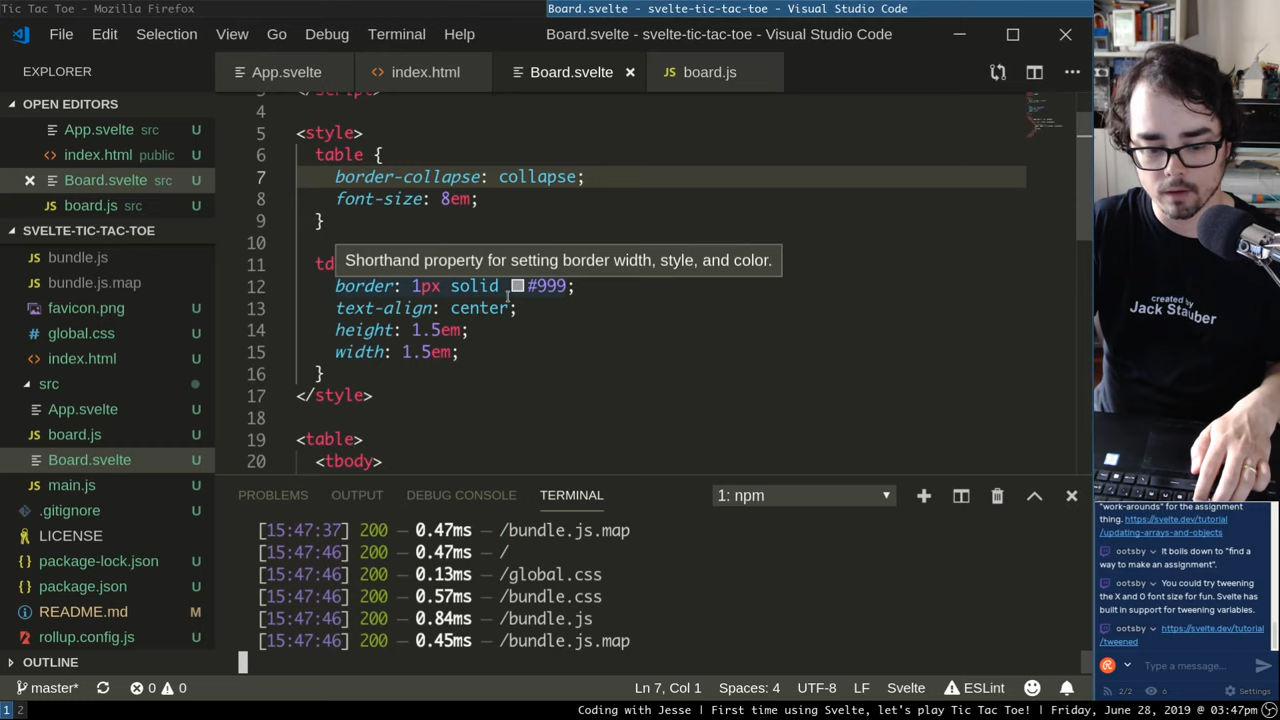 Tic Tac Toe - Mozilla Firefox
Board.svelte - svelte-tic-tac-toe - Visual Studio Code
File Edit Selection View Go Debug Terminal Help
Board.svelte - svelte-tic-tac-toe - Visual Studio Code
EXPLORER
OPEN EDITORS
App.svelte src U
index.html public U
Board.svelte src U
board.js src U
SVELTE-TIC-TAC-TOE
bundle.js U
bundle.js.map U
favicon.png U
global.css U
index.html U
src
App.svelte U
board.js U
Board.svelte U
main.js U
.gitignore U
LICENSE U
package-lock.json U
package.json U
README.md M
rollup.config.js U
OUTLINE
App.svelte
index.html
Board.svelte
JS board.js
3 </script>
4
5 <style>
6 table {
7 border-collapse: collapse;
8 font-size: 8em;
9 }
10
Shorthand property for setting border width, style, and color.
11 td
12 border: 1px solid #999;
13 text-align: center;
14 height: 1.5em;
15 width: 1.5em;
16 }
17 </style>
18
19 <table>
20 <tbody>
PROBLEMS OUTPUT DEBUG CONSOLE TERMINAL 1: npm
[15:47:37] 200 — 0.47ms — /bundle.js.map
[15:47:46] 200 — 0.47ms — /
[15:47:46] 200 — 0.13ms — /global.css
[15:47:46] 200 — 0.57ms — /bundle.css
[15:47:46] 200 — 0.84ms — /bundle.js
[15:47:46] 200 — 0.45ms — /bundle.js.map
master* 0 0 Ln 7, Col 1 Spaces: 4 UTF-8 LF Svelte ESLint
created by
Jack Stauber
"work-arounds" for the assignment
thing. https://svelte.dev/tutorial
/updating-arrays-and-objects
ootsby It boils down to "find a
way to make an assignment".
ootsby You could try tweening
the X and 0 font size for fun. Svelte has
built in support for tweening variables.
ootsby https://svelte.dev/tutorial
/tweened
Type a message...
2/2 6 Settings
1 2 Coding with Jesse | First time using Svelte, let's play Tic Tac Toe! | Friday, June 28, 2019 @ 03:47pm